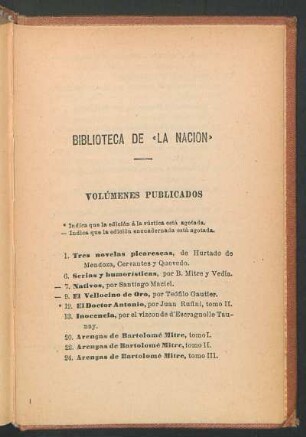 BIBLIOTECA DE «LA NACION»
VOLÚMENES PUBLICADOS
* Indica que la edición á la rústica está agotada.
— Indica que la edición encuadernada está agotada.
1. Tres novelas picarescas, de Hurtado de
Mendoza, Cervantes y Quevedo.
6. Serias y humorísticas, por B. Mitre y Vedia.
— 7. Nativos, por Santiago Maciel.
— 9. El Vellocino de Oro, por Teófilo Gautier.
* 12. El Doctor Antonio, por Juan Rufini, tomo II.
13. Inocencia, por el vizconde d'Escragnolle Tau-
nay.
20. Arengas de Bartolomé Mitre, tomo I.
22. Arengas de Bartolomé Mitre, tomo II.
24. Arengas de Bartolomé Mitre, tomo III.